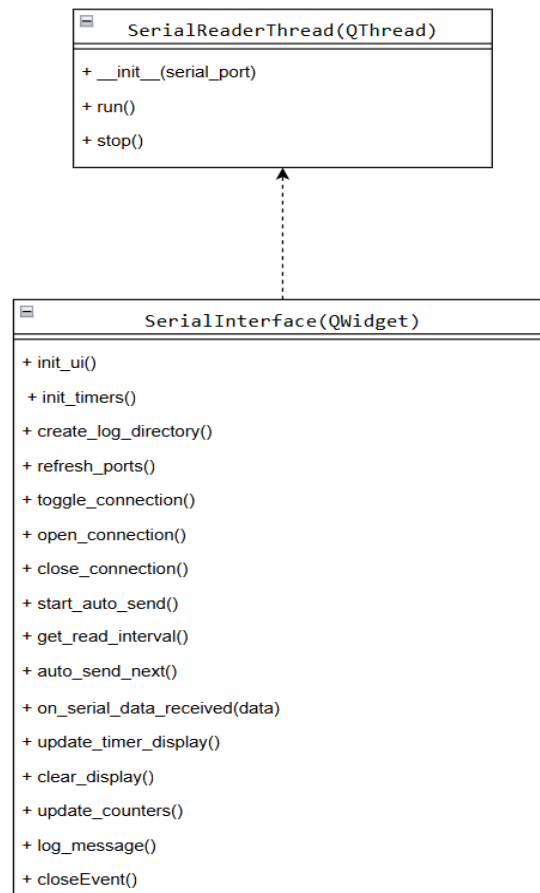 SerialReaderThread(QThread)
+ __init__(serial_port)
+ run()
+ stop()
SerialInterface(QWidget)
+ init_ui()
+ init_timers()
+ create_log_directory()
+ refresh_ports()
+ toggle_connection()
+ open_connection()
+ close_connection()
+ start_auto_send()
+ get_read_interval()
+ auto_send_next()
+ on_serial_data_received(data)
+ update_timer_display()
+ clear_display()
+ update_counters()
+ log_message()
+ closeEvent()